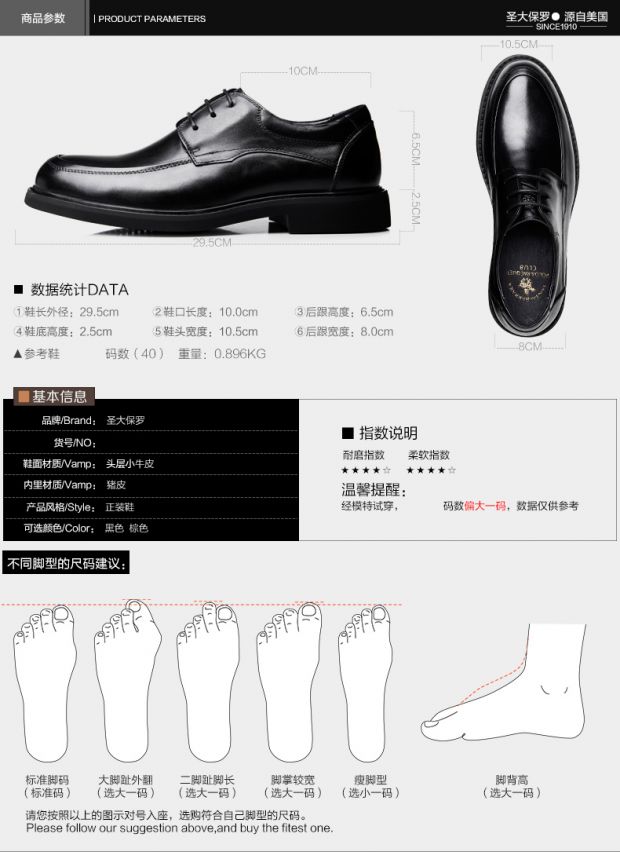 商品参数 | PRODUCT PARAMETERS
圣大保罗● 源自美国
SINCE1910
10CM
10.5CM
6.5CM
2.5CM
29.5CM
8CM
■ 数据统计DATA
①鞋长外径：29.5cm ②鞋口长度：10.0cm ③后跟高度：6.5cm
④鞋底高度：2.5cm ⑤鞋头宽度：10.5cm ⑥后跟宽度：8.0cm
▲参考鞋 码数（40） 重量：0.896KG
基本信息
品牌/Brand： 圣大保罗
货号/NO：
鞋面材质/Vamp： 头层小牛皮
内里材质/Vamp： 猪皮
产品风格/Style： 正装鞋
可选颜色/Color： 黑色 棕色
■ 指数说明
耐磨指数 柔软指数
★★★★☆ ★★★★☆
温馨提醒：
经模特试穿， 码数偏大一码，数据仅供参考
不同脚型的尺码建议：
标准脚码 大脚趾外翻 二脚趾脚长 脚掌较宽 瘦脚型 脚背高
（标准码） （选大一码） （选大一码） （选大一码） （选小一码） （选大一码）
请您按照以上的图示对号入座，选购符合自己脚型的尺码。
Please follow our suggestion above,and buy the fitest one.